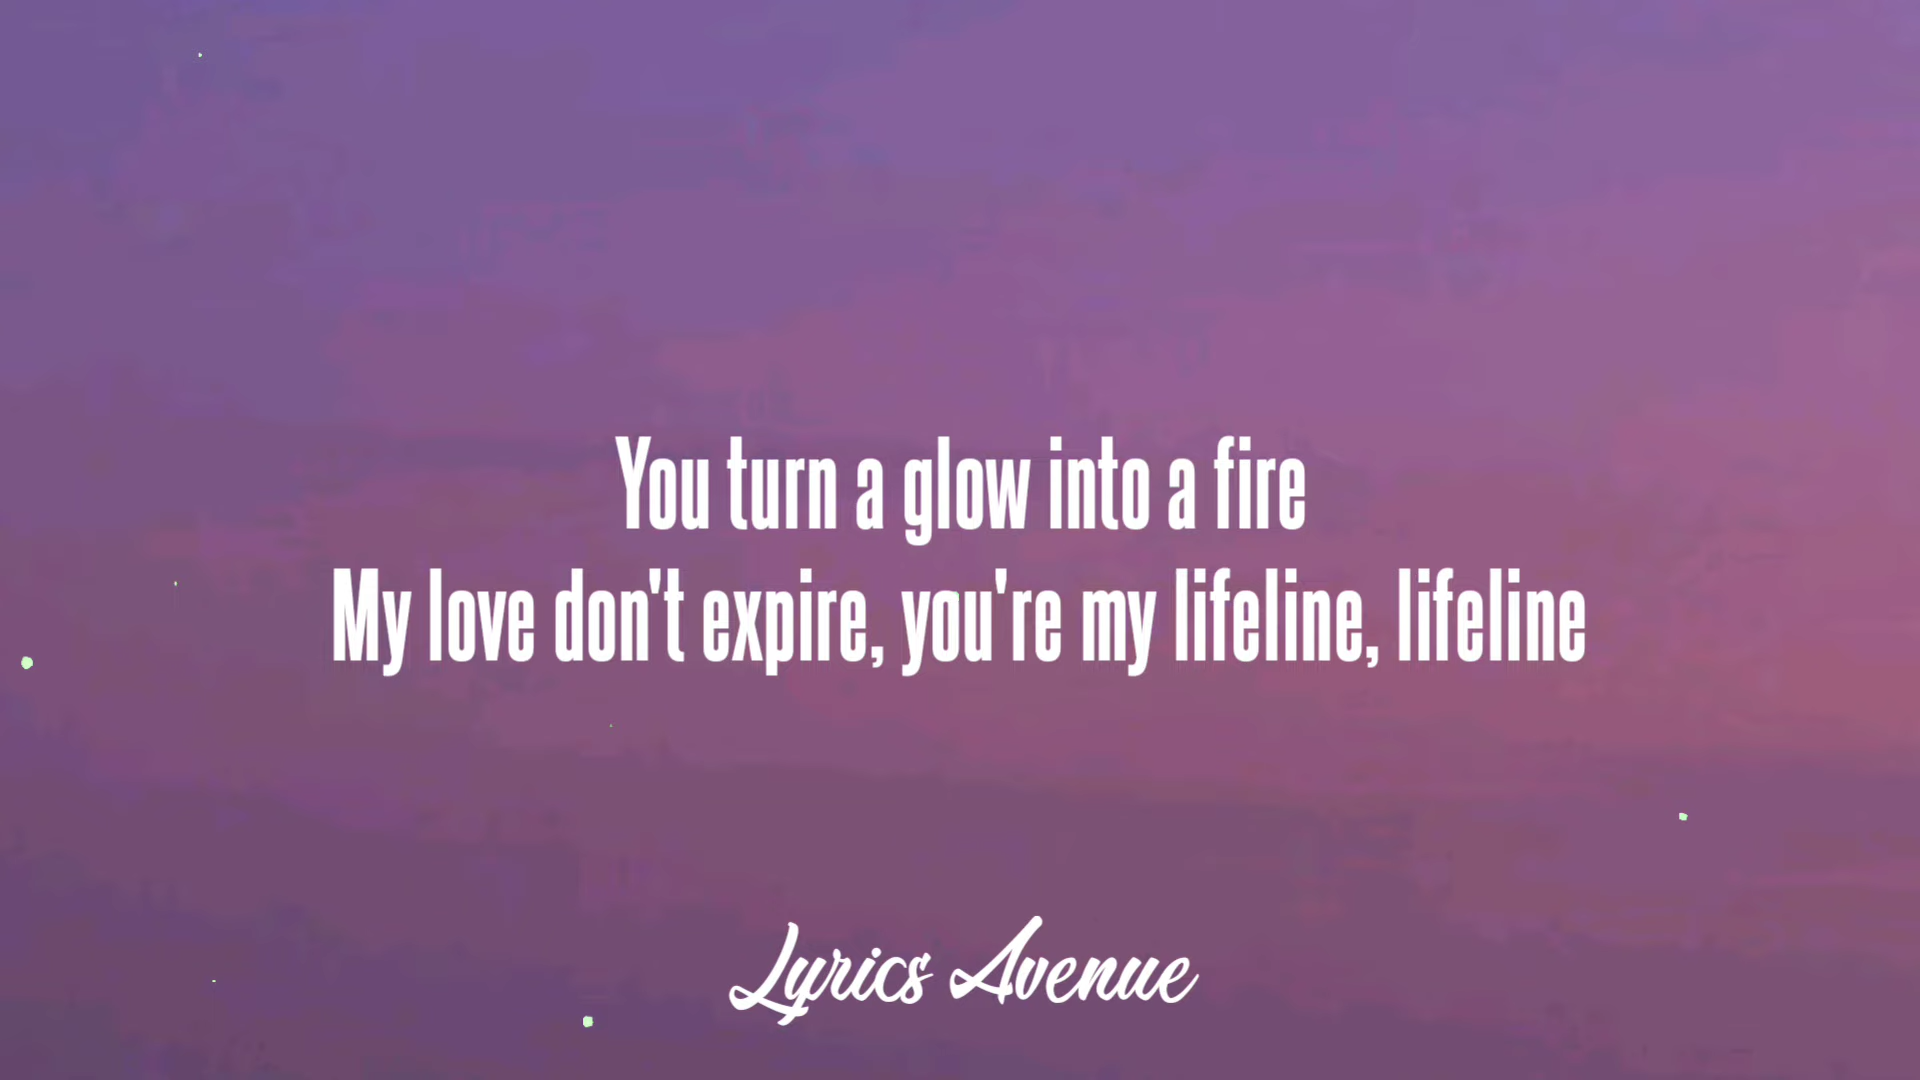 You turn a glow into a fire
My love don't expire, you're my lifeline, lifeline
Lyrics Avenue